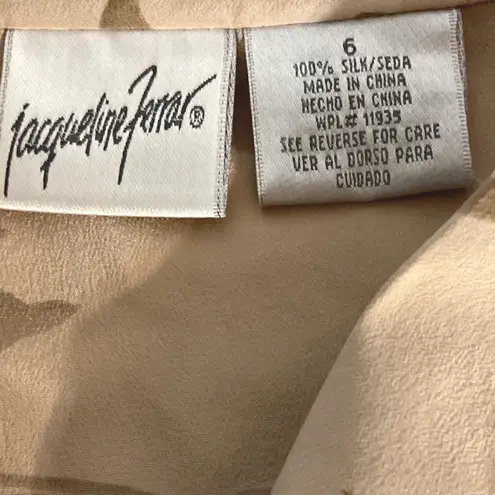 jacqueline Ferrar®
6
100% SILK/SEDA
MADE IN CHINA
HECHO EN CHINA
WPL# 11935
SEE REVERSE FOR CARE
VER AL DORSO PARA
CUIDADO